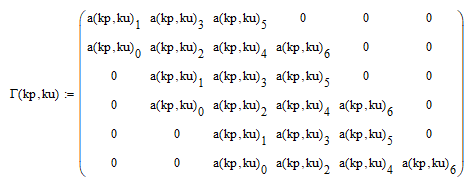 a(kp,ku)₁ a(kp,ku)₃ a(kp,ku)₅ 0 0 0
a(kp,ku)₀ a(kp,ku)₂ a(kp,ku)₄ a(kp,ku)₆ 0 0
0 a(kp,ku)₁ a(kp,ku)₃ a(kp,ku)₅ 0 0
Γ(kp,ku) :=
0 a(kp,ku)₀ a(kp,ku)₂ a(kp,ku)₄ a(kp,ku)₆ 0
0 0 a(kp,ku)₁ a(kp,ku)₃ a(kp,ku)₅ 0
0 0 a(kp,ku)₀ a(kp,ku)₂ a(kp,ku)₄ a(kp,ku)₆